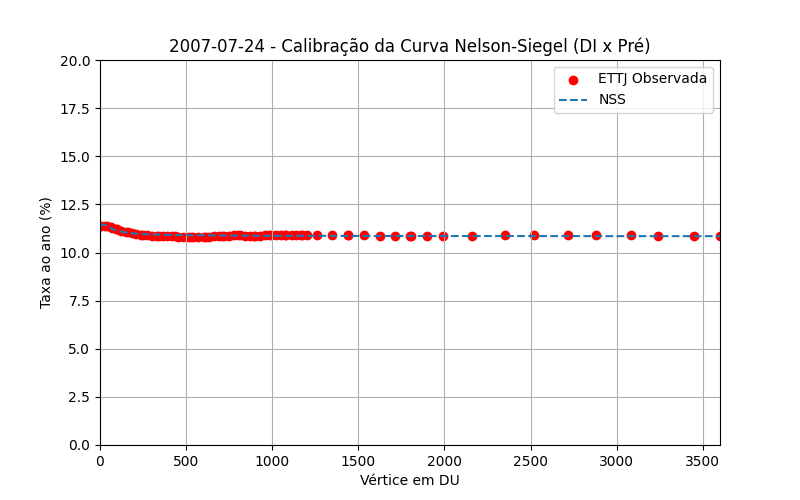 2007-07-24 - Calibração da Curva Nelson-Siegel (DI x Pré)
ETTJ Observada
NSS
20.0
17.5
15.0
12.5
10.0
7.5
5.0
2.5
0.0
Taxa ao ano (%)
0 500 1000 1500 2000 2500 3000 3500
Vértice em DU